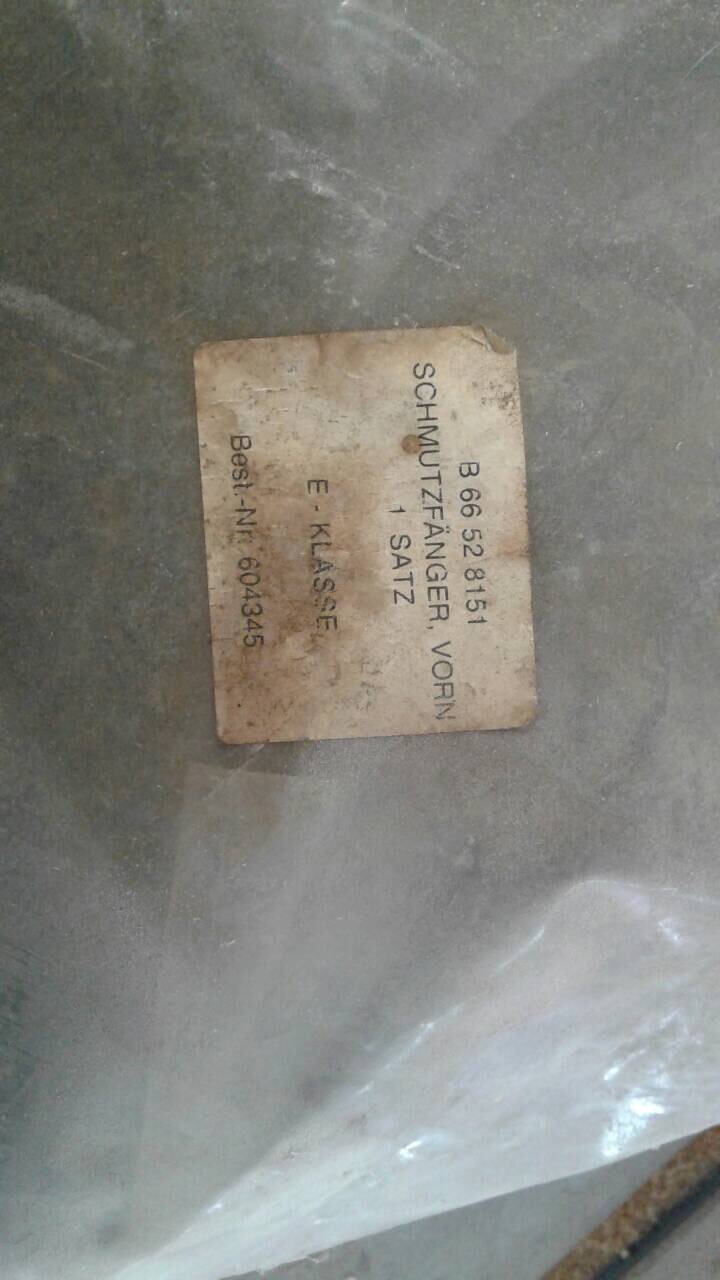 B 66 52 8151
SCHMUTZFÄNGER, VORN
1 SATZ
E - KLASSE
Best.-Nr. 604345